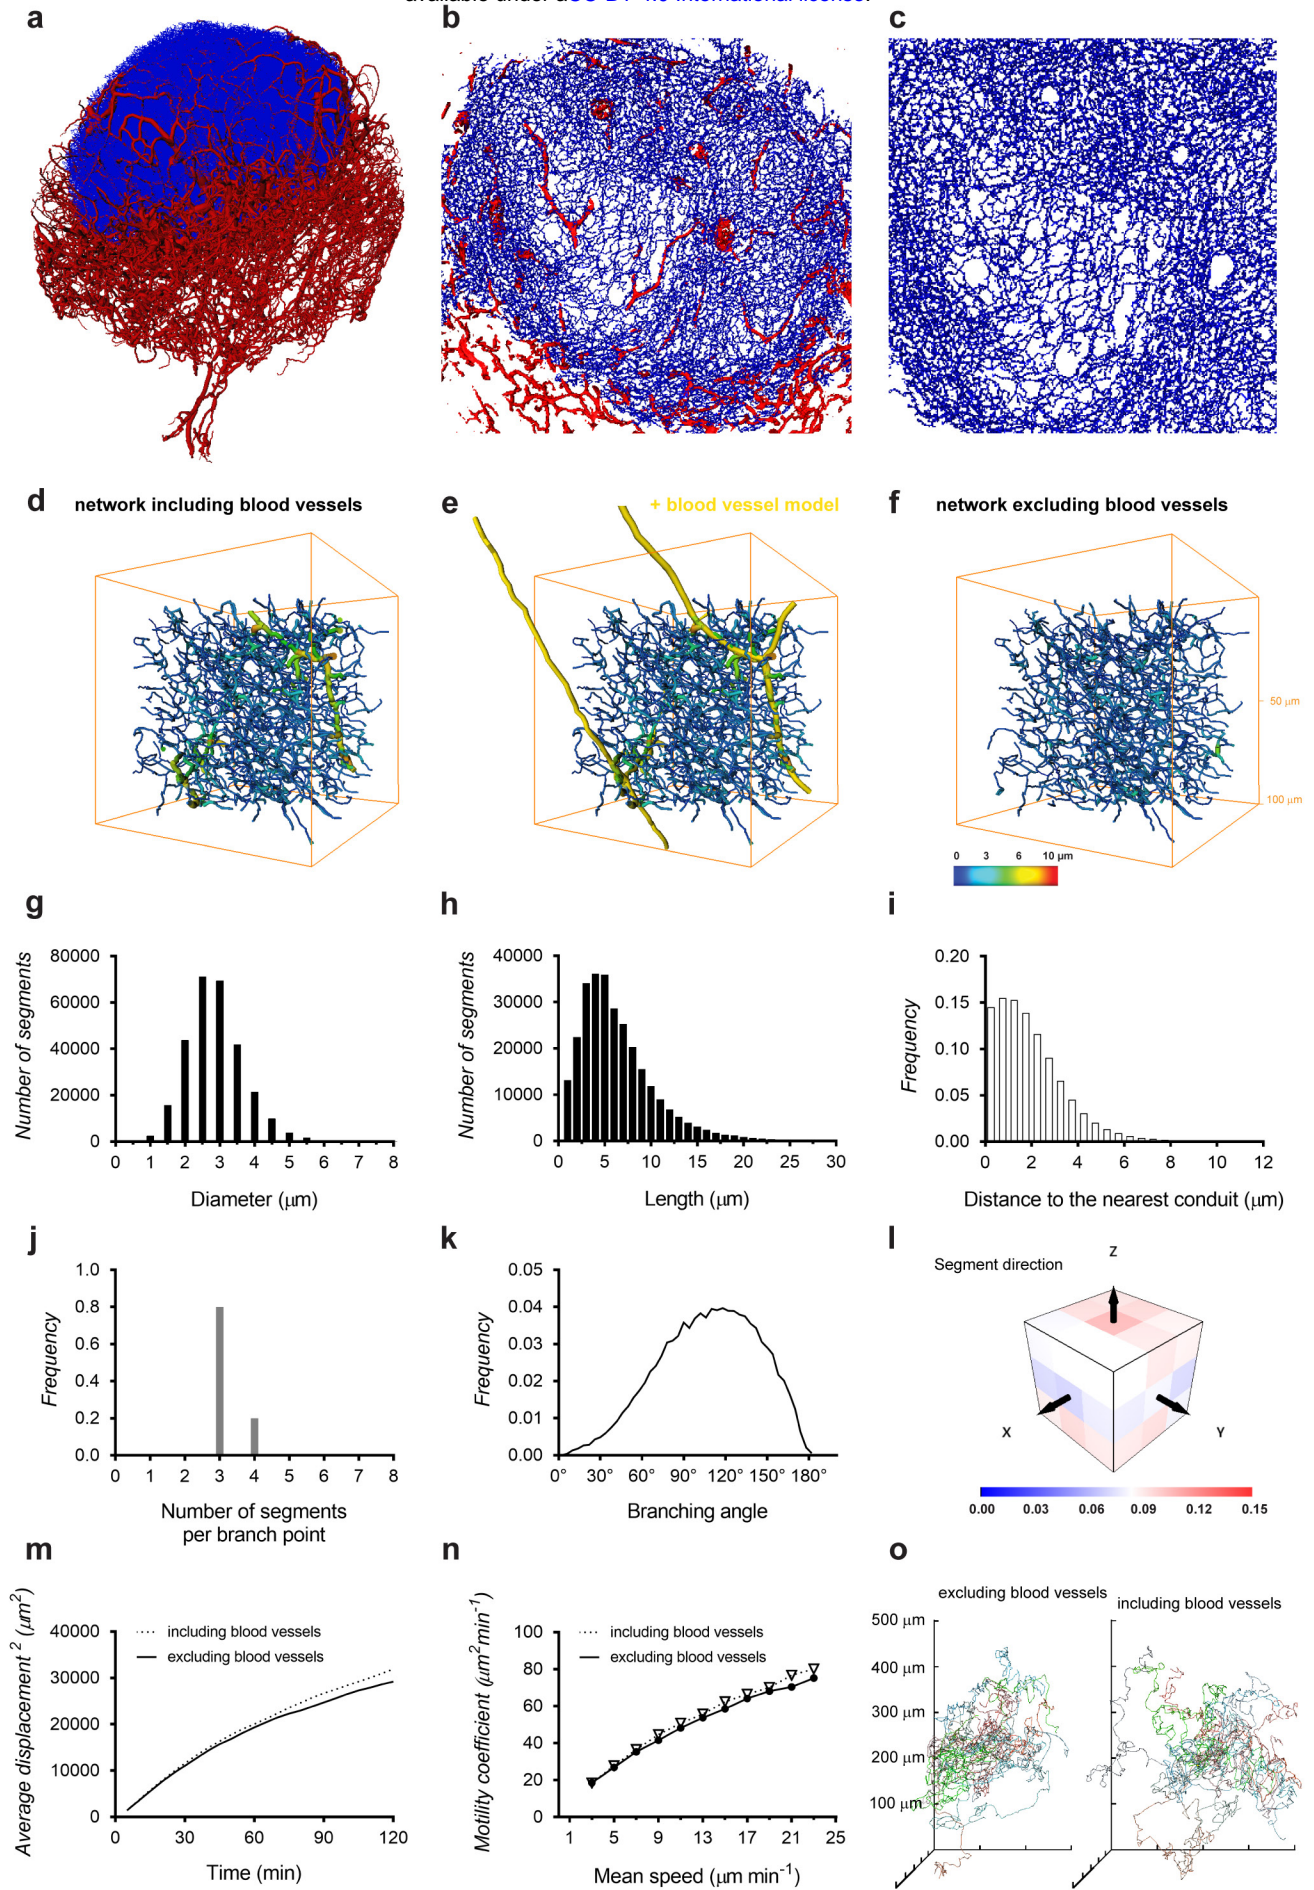 available under aCC-BY 4.0 International license.
a
b
c
d network including blood vessels
e + blood vessel model
f network excluding blood vessels
50 μm
100 μm
0 3 6 10 μm
g
Number of segments
80000
60000
40000
20000
0
0 1 2 3 4 5 6 7 8
Diameter (μm)
h
Number of segments
40000
30000
20000
10000
0
0 5 10 15 20 25 30
Length (μm)
i
Frequency
0.20
0.15
0.10
0.05
0.00
0 2 4 6 8 10 12
Distance to the nearest conduit (μm)
j
Frequency
1.0
0.8
0.6
0.4
0.2
0.0
0 1 2 3 4 5 6 7 8
Number of segments
per branch point
k
Frequency
0.05
0.04
0.03
0.02
0.01
0.00
0° 30° 60° 90° 120° 150° 180°
Branching angle
l
Segment direction
Z
X
Y
0.00 0.03 0.06 0.09 0.12 0.15
m
Average displacement² (μm²)
40000
30000
20000
10000
0
including blood vessels
excluding blood vessels
0 30 60 90 120
Time (min)
n
Motility coefficient (μm²min⁻¹)
100
80
60
40
20
0
including blood vessels
excluding blood vessels
1 5 9 13 17 21 25
Mean speed (μm min⁻¹)
o
excluding blood vessels
including blood vessels
500 μm
400 μm
300 μm
200 μm
100 μm